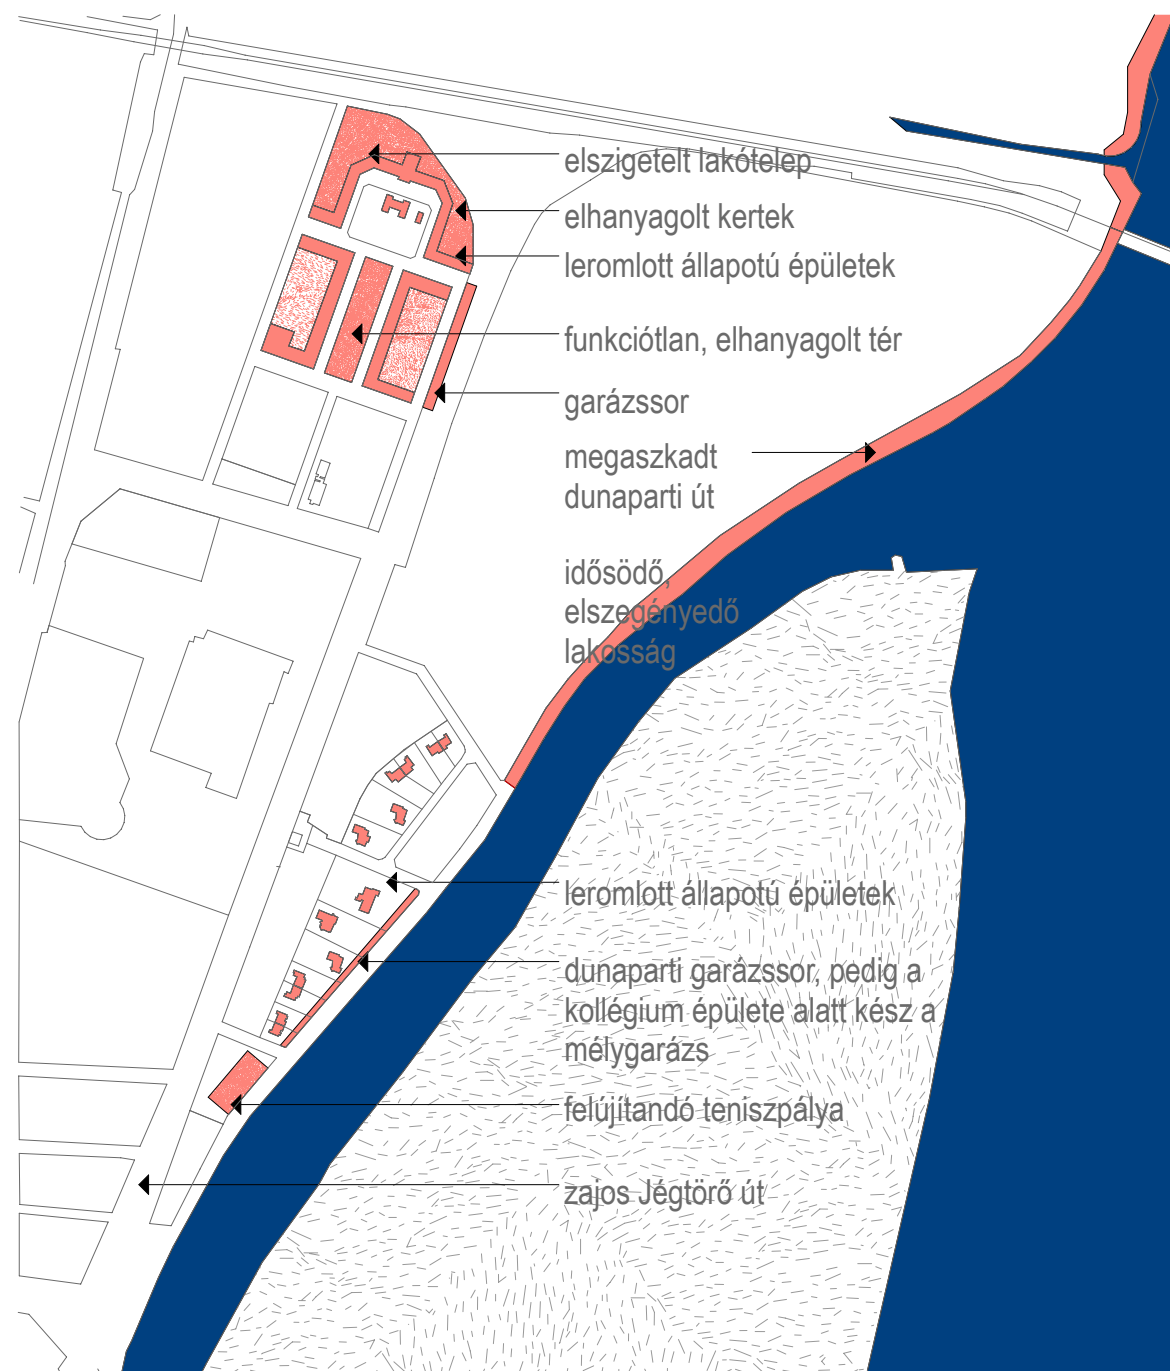 elszigetelt lakótelep
elhanyagolt kertek
leromlott állapotú épületek
funkciótlan, elhanyagolt tér
garázssor
megaszkadt
dunaparti út
idősödő,
elszegényedő
lakosság
leromlott állapotú épületek
dunaparti garázssor, pedig a
kollégium épülete alatt kész a
mélygarázs
felújítandó teniszpálya
zajos Jégtörő út